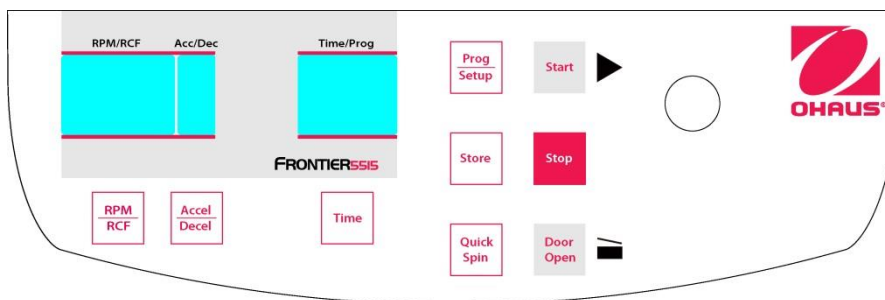 RPM/RCF Acc/Dec Time/Prog
FRONTIER5515
RPM
RCF
Accel
Decel
Time
Prog
Setup
Start
Store
Stop
Quick
Spin
Door
Open
OHAUS®